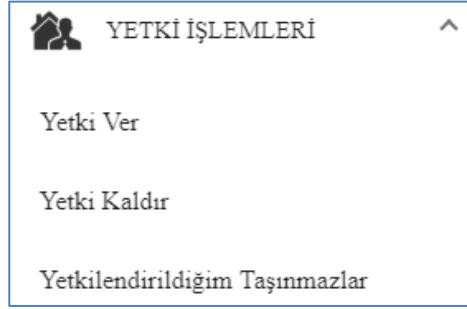 YETKİ İŞLEMLERİ
Yetki Ver
Yetki Kaldır
Yetkilendirildiğim Taşınmazlar